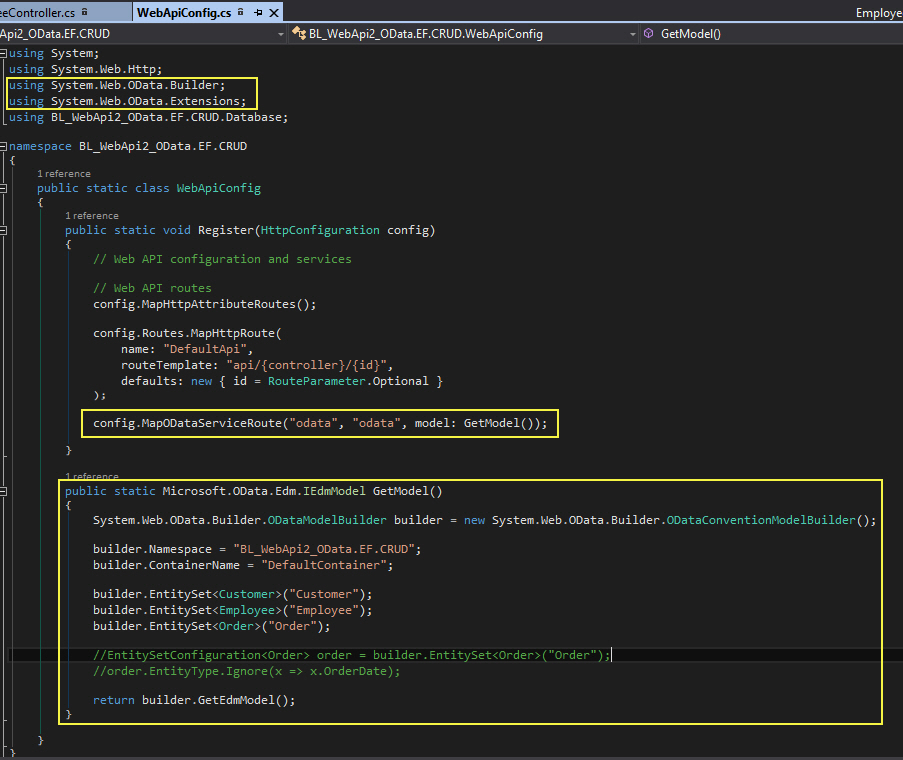 eeController.cs
WebApiConfig.cs
Employe
Api2_OData.EF.CRUD
BL_WebApi2_OData.EF.CRUD.WebApiConfig
GetModel()
using System;
using System.Web.Http;
using System.Web.OData.Builder;
using System.Web.OData.Extensions;
using BL_WebApi2_OData.EF.CRUD.Database;
namespace BL_WebApi2_OData.EF.CRUD
{
1 reference
public static class WebApiConfig
{
1 reference
public static void Register(HttpConfiguration config)
{
// Web API configuration and services
// Web API routes
config.MapHttpAttributeRoutes();
config.Routes.MapHttpRoute(
name: "DefaultApi",
routeTemplate: "api/{controller}/{id}",
defaults: new { id = RouteParameter.Optional }
);
config.MapODataServiceRoute("odata", "odata", model: GetModel());
}
1 reference
public static Microsoft.OData.Edm.IEdmModel GetModel()
{
System.Web.OData.Builder.ODataModelBuilder builder = new System.Web.OData.Builder.ODataConventionModelBuilder();
builder.Namespace = "BL_WebApi2_OData.EF.CRUD";
builder.ContainerName = "DefaultContainer";
builder.EntitySet<Customer>("Customer");
builder.EntitySet<Employee>("Employee");
builder.EntitySet<Order>("Order");
//EntitySetConfiguration<Order> order = builder.EntitySet<Order>("Order");
//order.EntityType.Ignore(x => x.OrderDate);
return builder.GetEdmModel();
}
}
}